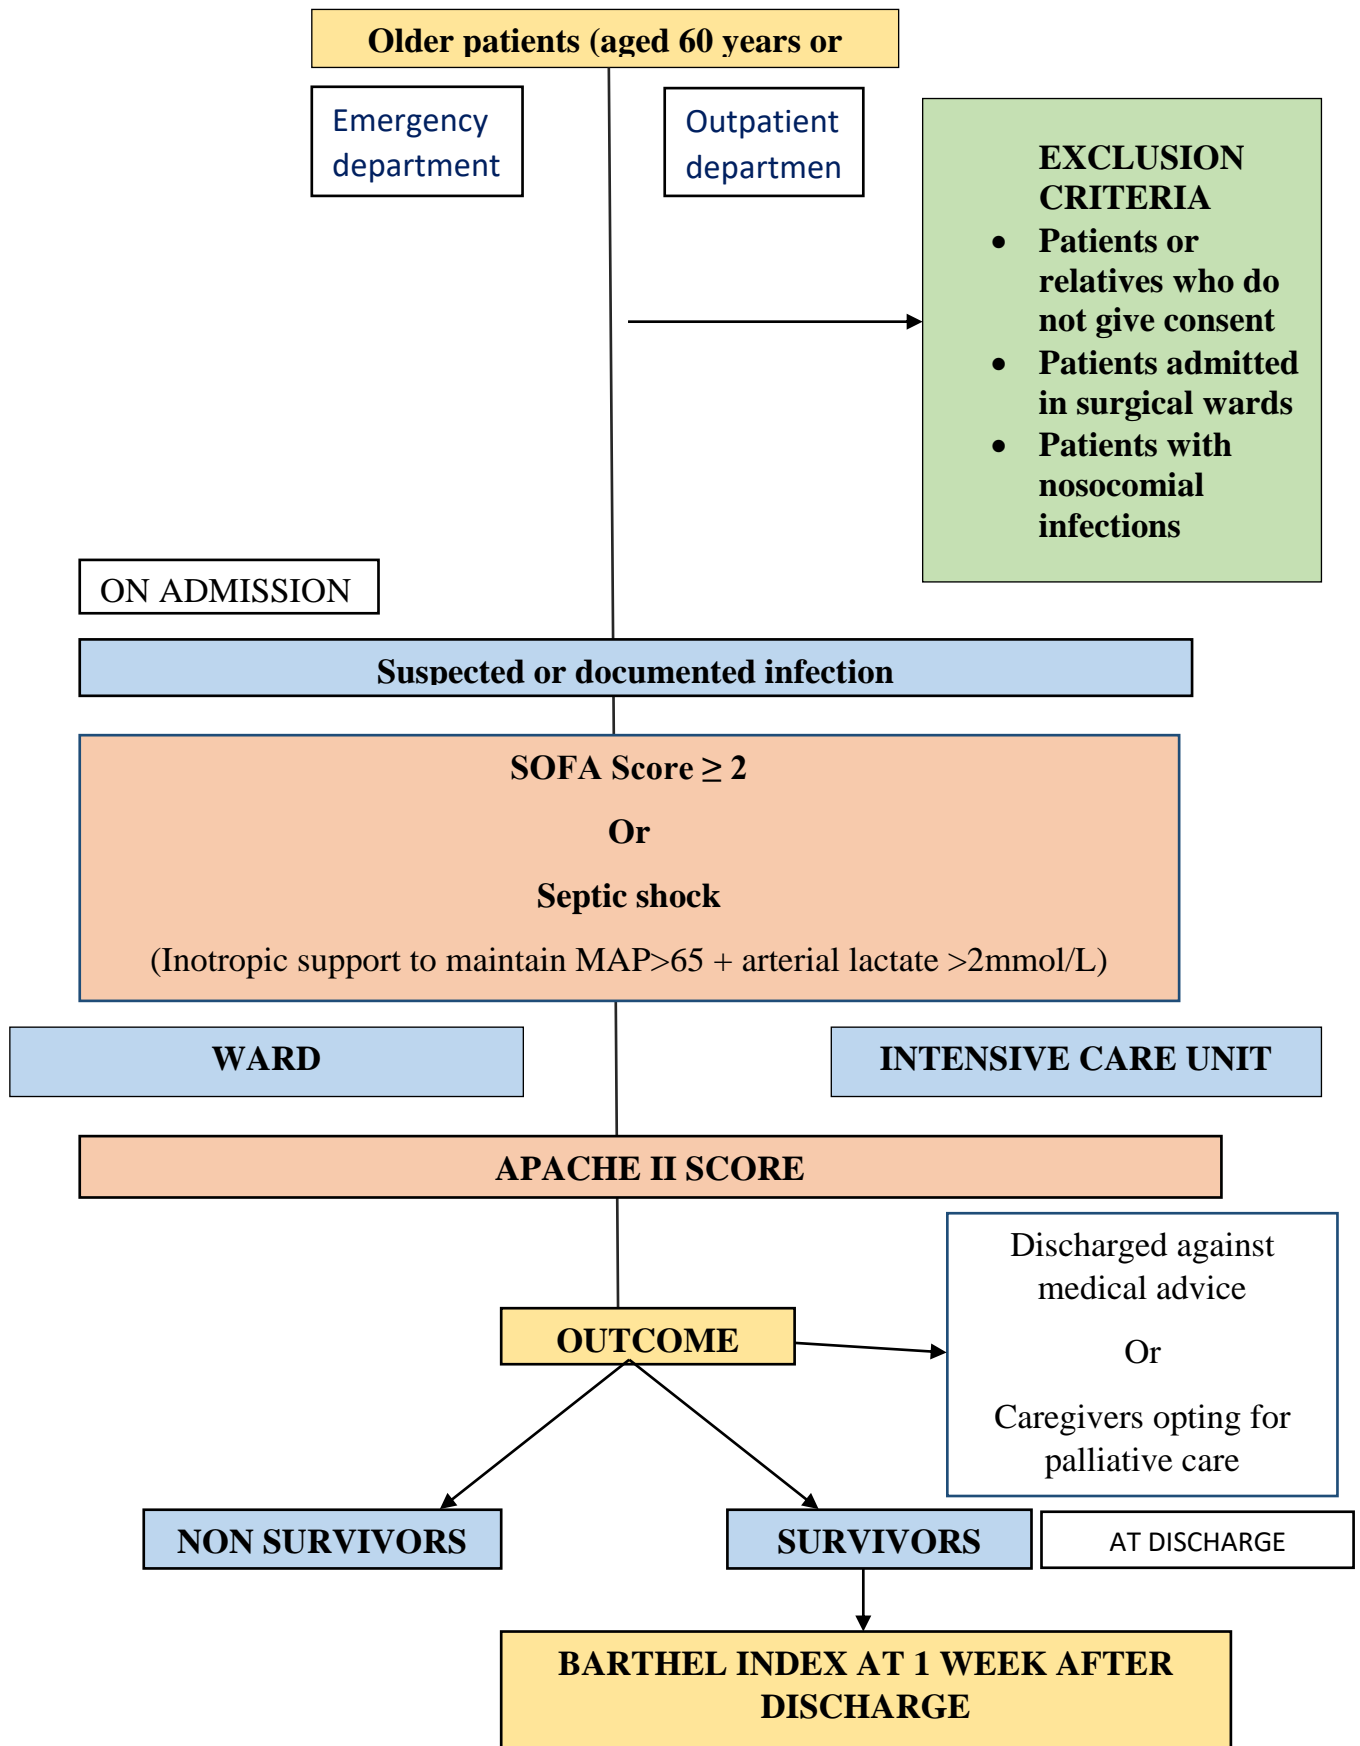 Older patients (aged 60 years or
Emergency
department
Outpatient
departmen
EXCLUSION
CRITERIA
• Patients or
relatives who do
not give consent
• Patients admitted
in surgical wards
• Patients with
nosocomial
infections
ON ADMISSION
Suspected or documented infection
SOFA Score ≥ 2
Or
Septic shock
(Inotropic support to maintain MAP>65 + arterial lactate >2mmol/L)
WARD
INTENSIVE CARE UNIT
APACHE II SCORE
Discharged against
medical advice
Or
Caregivers opting for
palliative care
OUTCOME
NON SURVIVORS
SURVIVORS
AT DISCHARGE
BARTHEL INDEX AT 1 WEEK AFTER
DISCHARGE